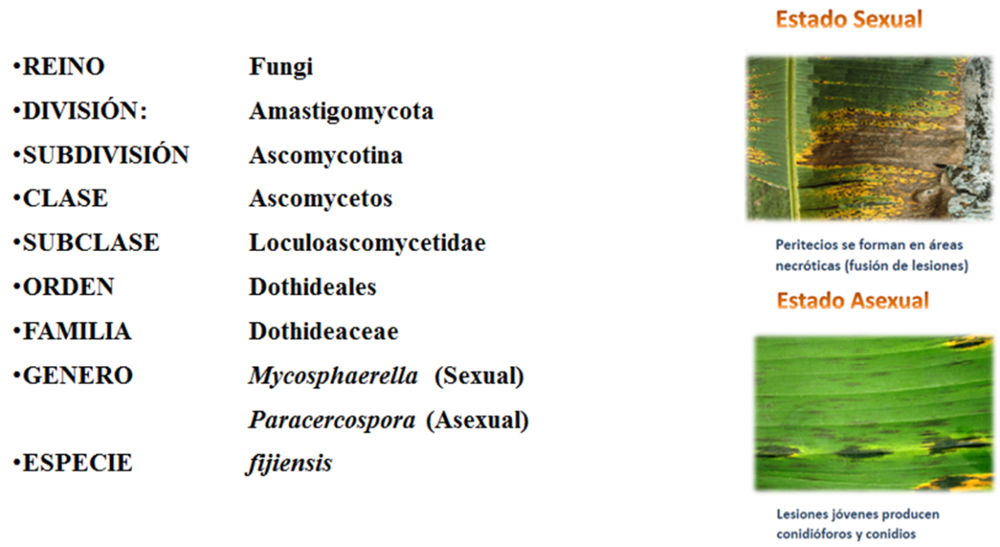 •REINO Fungi
•DIVISIÓN: Amastigomycota
•SUBDIVISIÓN Ascomycotina
•CLASE Ascomycetos
•SUBCLASE Loculoascomycetidae
•ORDEN Dothideales
•FAMILIA Dothideaceae
•GENERO Mycosphaerella (Sexual)
Paracercospora (Asexual)
•ESPECIE fijiensis
Estado Sexual
Peritecios se forman en áreas
necróticas (fusión de lesiones)
Estado Asexual
Lesiones jóvenes producen
conidióforos y conidios